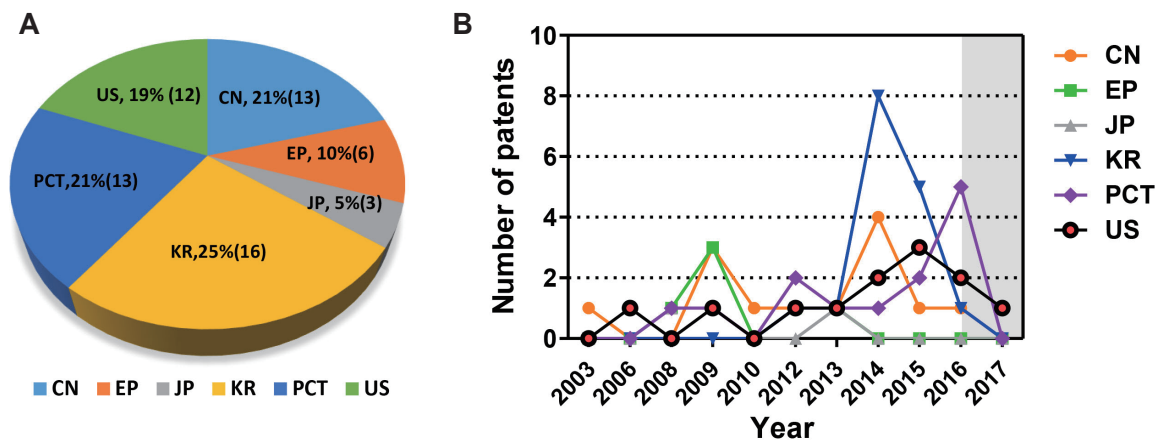 A
US, 19% (12)
CN, 21%(13)
EP, 10%(6)
PCT,21%(13)
JP, 5%(3)
KR,25%(16)
CN EP JP KR PCT US
B
Number of patents
10
8
6
4
2
0
2003 2006 2008 2009 2010 2012 2013 2014 2015 2016 2017
Year
CN
EP
JP
KR
PCT
US